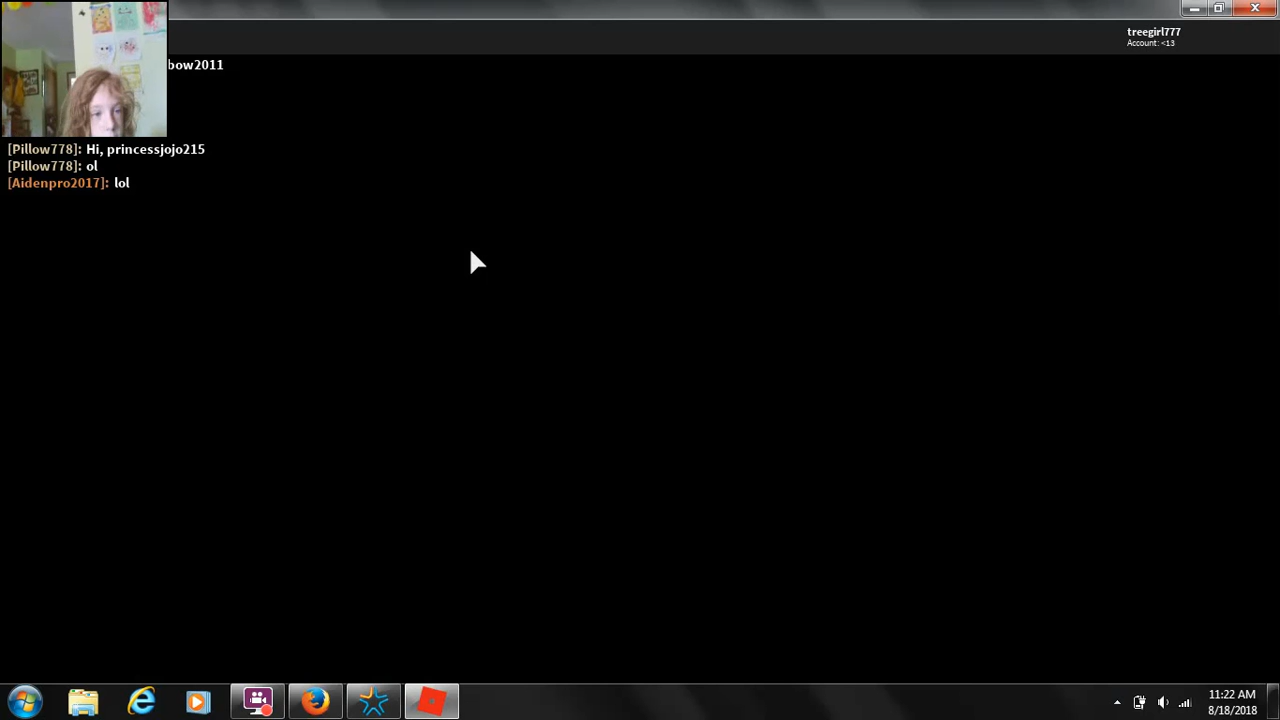 treegirl777
Account: <13
bow2011
[Pillow778]: Hi, princessjojo215
[Pillow778]: ol
[Aidenpro2017]: lol
11:22 AM
8/18/2018